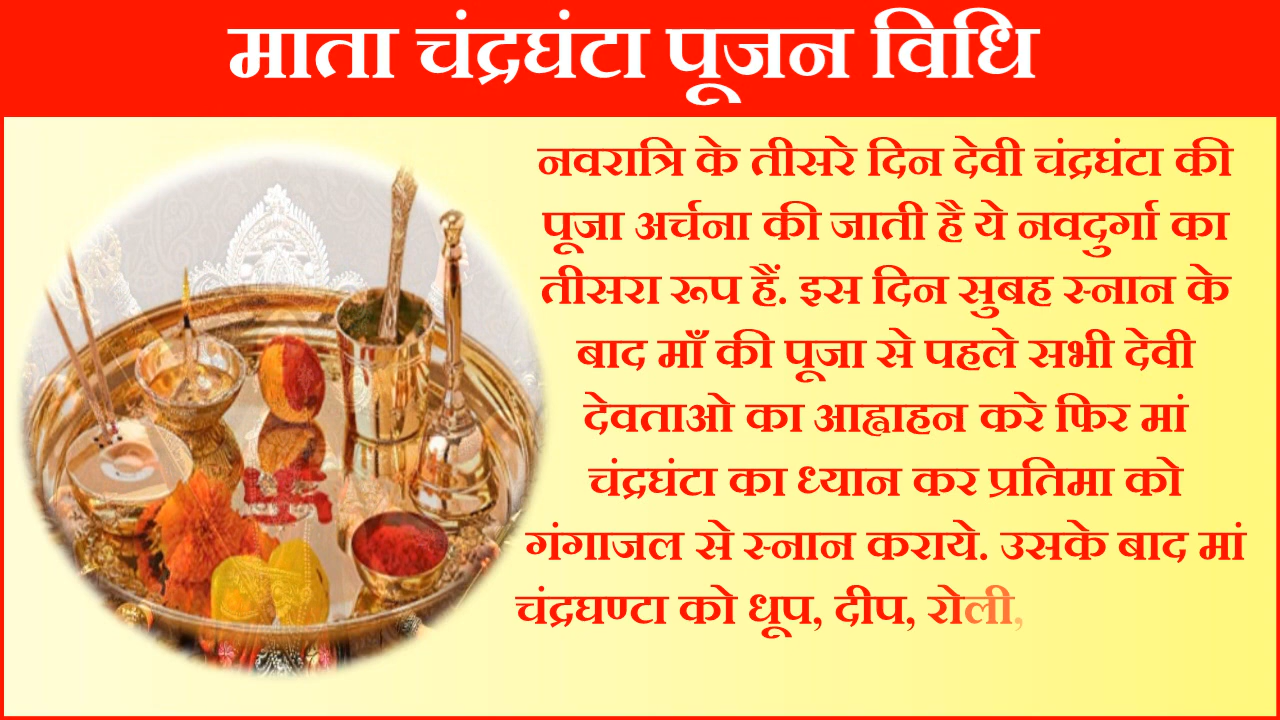 माता चंद्रघंटा पूजन विधि
नवरात्रि के तीसरे दिन देवी चंद्रघंटा की
पूजा अर्चना की जाती है ये नवदुर्गा का
तीसरा रूप हैं. इस दिन सुबह स्नान के
बाद माँ की पूजा से पहले सभी देवी
देवताओ का आह्वाहन करे फिर मां
चंद्रघंटा का ध्यान कर प्रतिमा को
गंगाजल से स्नान कराये. उसके बाद मां
चंद्रघण्टा को धूप, दीप, रोली,